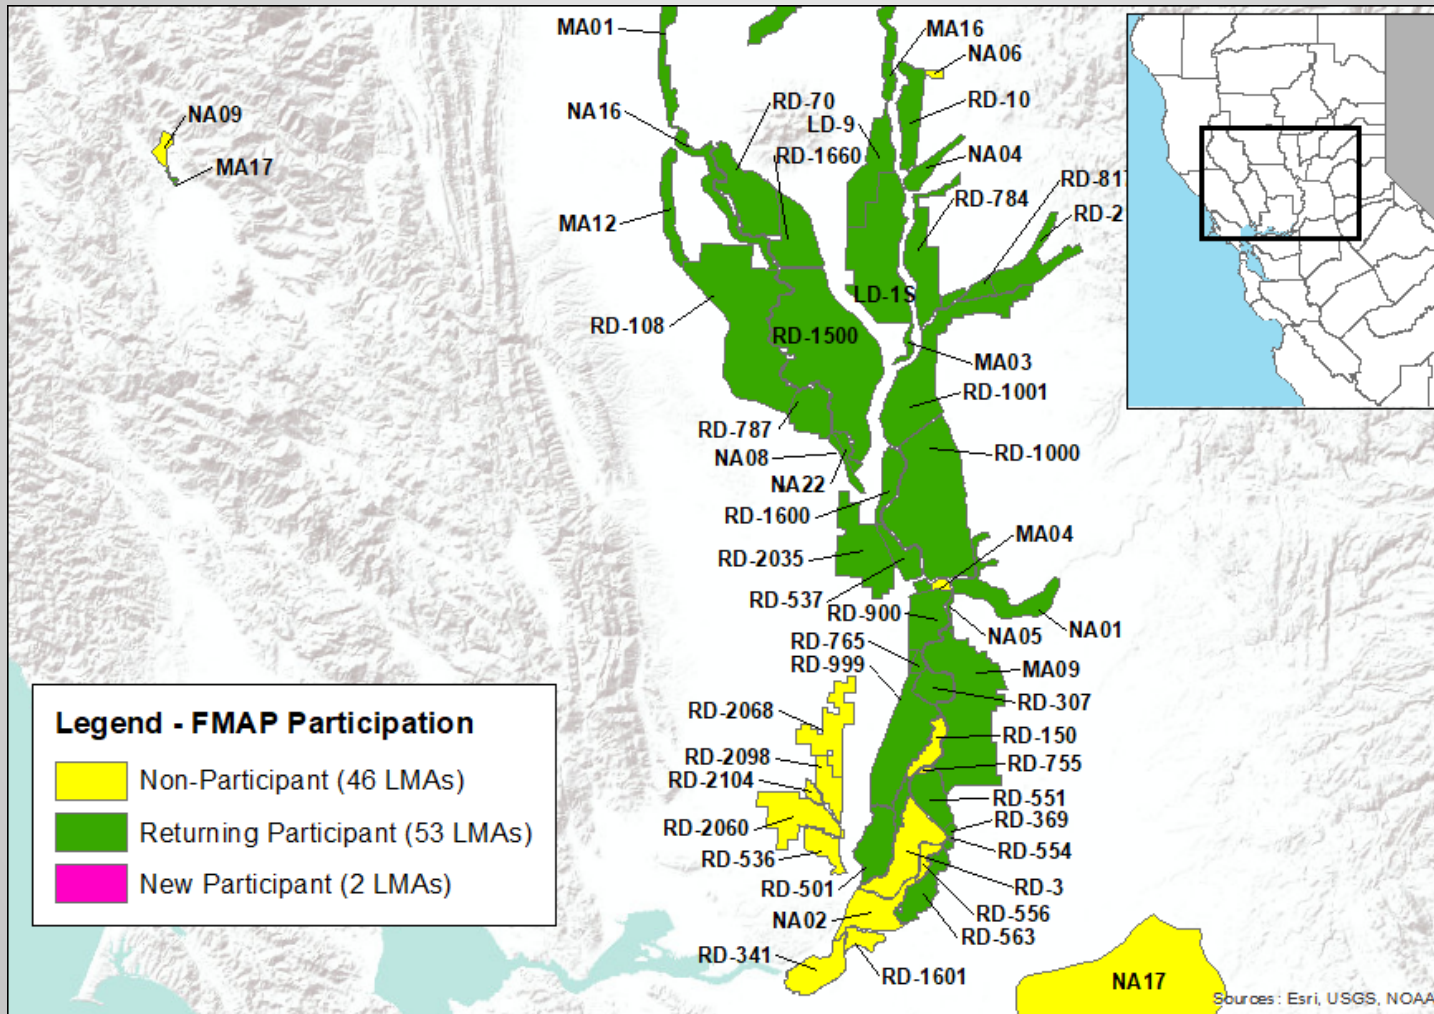 MA01
MA16
NA06
NA09
NA16
RD-70
RD-10
LD-9
RD-1660
MA17
NA04
RD-817
RD-2
RD-784
MA12
LD-1S
RD-108
RD-1500
MA03
RD-1001
RD-787
NA08
RD-1000
NA22
RD-1600
MA04
RD-2035
RD-537
RD-900
NA05
NA01
RD-765
RD-999
MA09
RD-307
RD-2068
RD-150
RD-2098
RD-755
RD-2104
RD-551
RD-369
RD-2060
RD-554
RD-536
RD-501
RD-3
NA02
RD-556
RD-563
RD-341
RD-1601
NA17
Legend - FMAP Participation
Non-Participant (46 LMAs)
Returning Participant (53 LMAs)
New Participant (2 LMAs)
Sources: Esri, USGS, NOAA